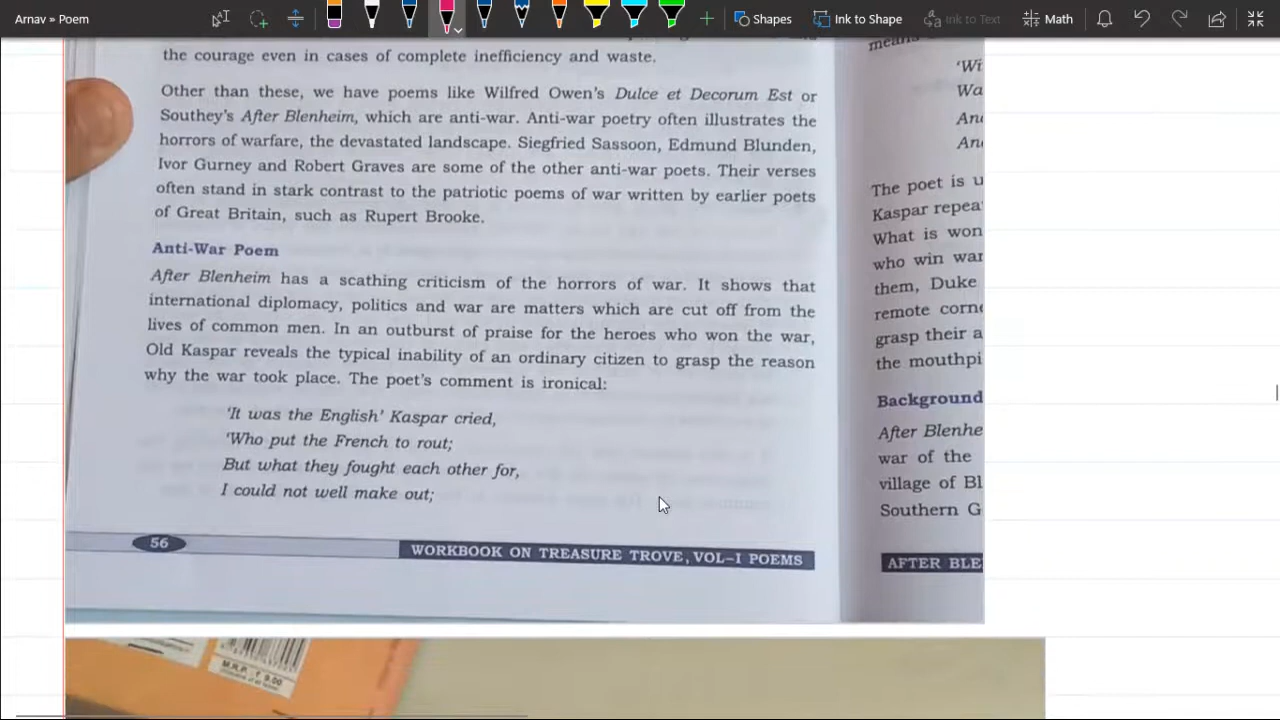 Arnav » Poem
Shapes
Ink to Shape
Ink to Text
Math
the courage even in cases of complete inefficiency and waste.
Other than these, we have poems like Wilfred Owen's Dulce et Decorum Est or
Southey's After Blenheim, which are anti-war. Anti-war poetry often illustrates the
horrors of warfare, the devastated landscape. Siegfried Sassoon, Edmund Blunden,
Ivor Gurney and Robert Graves are some of the other anti-war poets. Their verses
often stand in stark contrast to the patriotic poems of war written by earlier poets
of Great Britain, such as Rupert Brooke.
Anti-War Poem
After Blenheim has a scathing criticism of the horrors of war. It shows that
international diplomacy, politics and war are matters which are cut off from the
lives of common men. In an outburst of praise for the heroes who won the war,
Old Kaspar reveals the typical inability of an ordinary citizen to grasp the reason
why the war took place. The poet's comment is ironical:
'It was the English' Kaspar cried,
'Who put the French to rout;
But what they fought each other for,
I could not well make out;
56
WORKBOOK ON TREASURE TROVE, VOL–I POEMS
means
'Wi
Wa
An
An
The poet is u
Kaspar repea
What is won
who win war
them, Duke
remote corn
grasp their a
the mouthpi
Background
After Blenhe
war of the
village of Bl
Southern G
AFTER BLE
M.R.P. ₹ 9.00